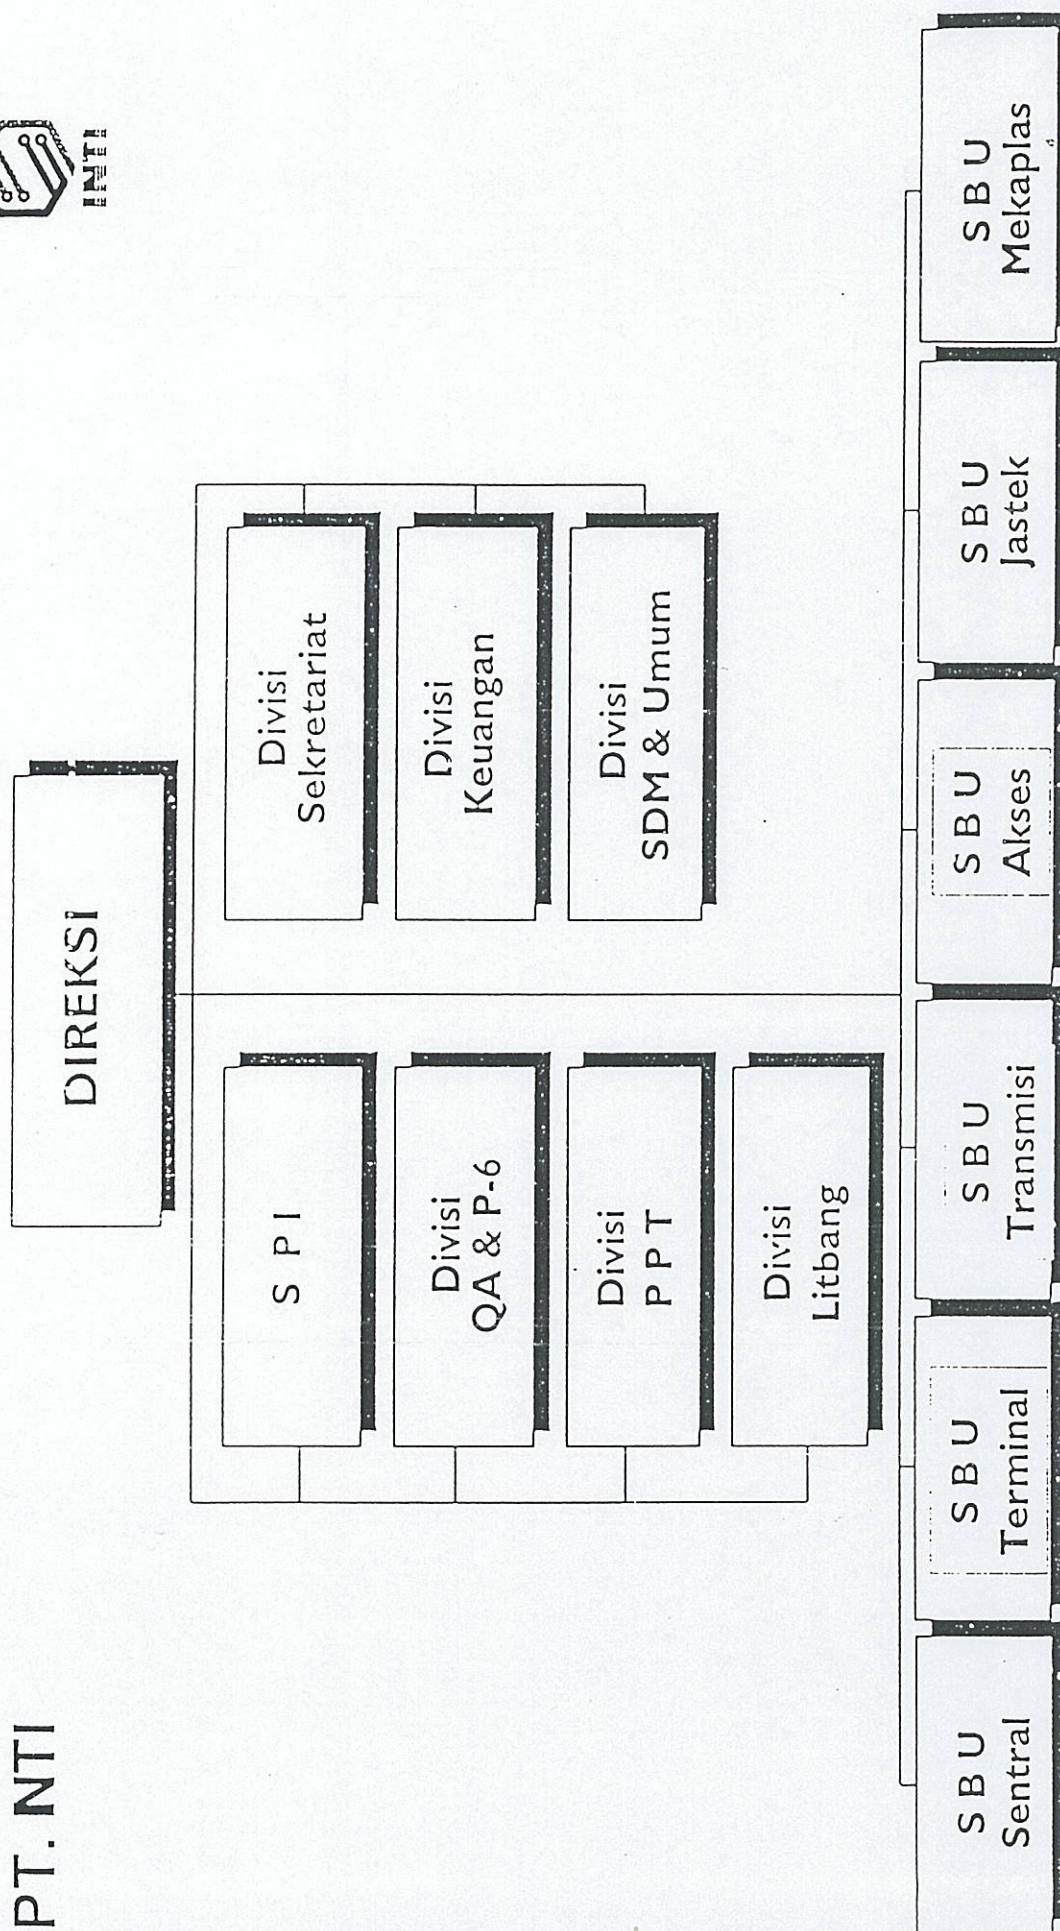 PT. NTI
INTI
DIREKSI
S P I
Divisi
QA & P-6
Divisi
P P T
Divisi
Litbang
Divisi
Sekretariat
Divisi
Keuangan
Divisi
SDM & Umum
S B U
Sentral
S B U
Terminal
S B U
Transmisi
S B U
Akses
S B U
Jastek
S B U
Mekaplas